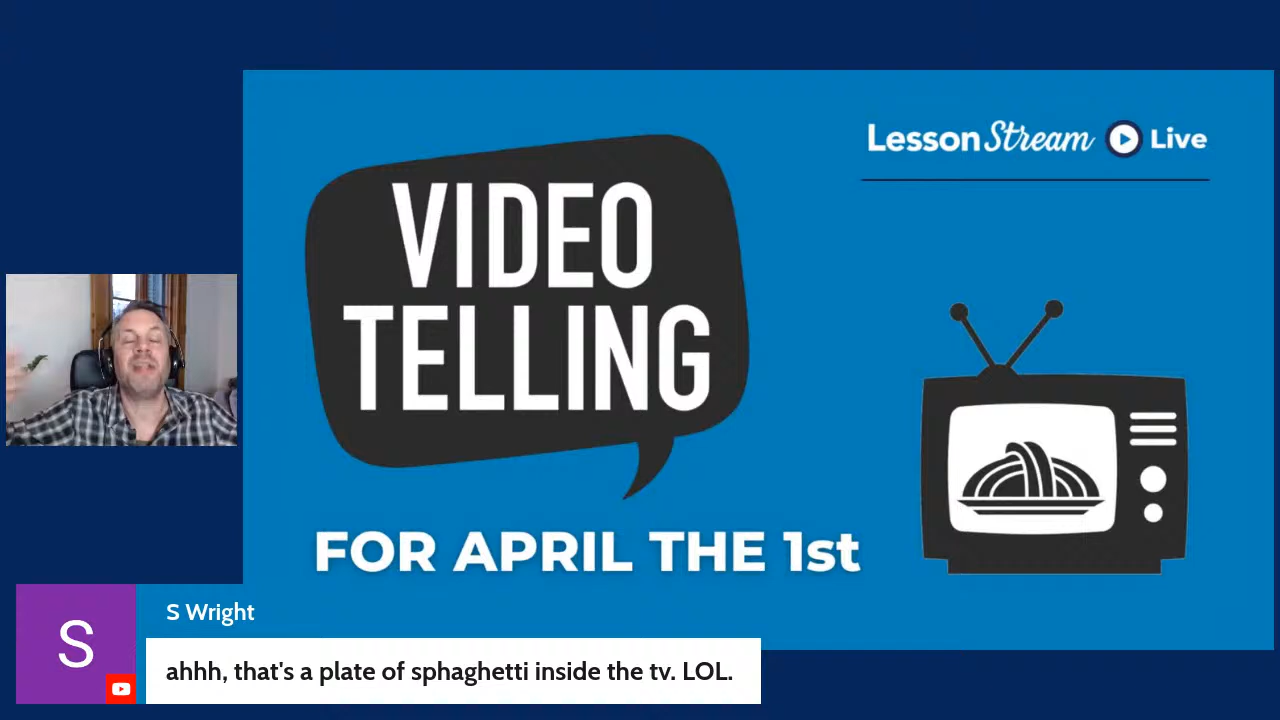 LessonStream Live
VIDEO
TELLING
FOR APRIL THE 1st
S
S Wright
ahhh, that's a plate of sphaghetti inside the tv. LOL.